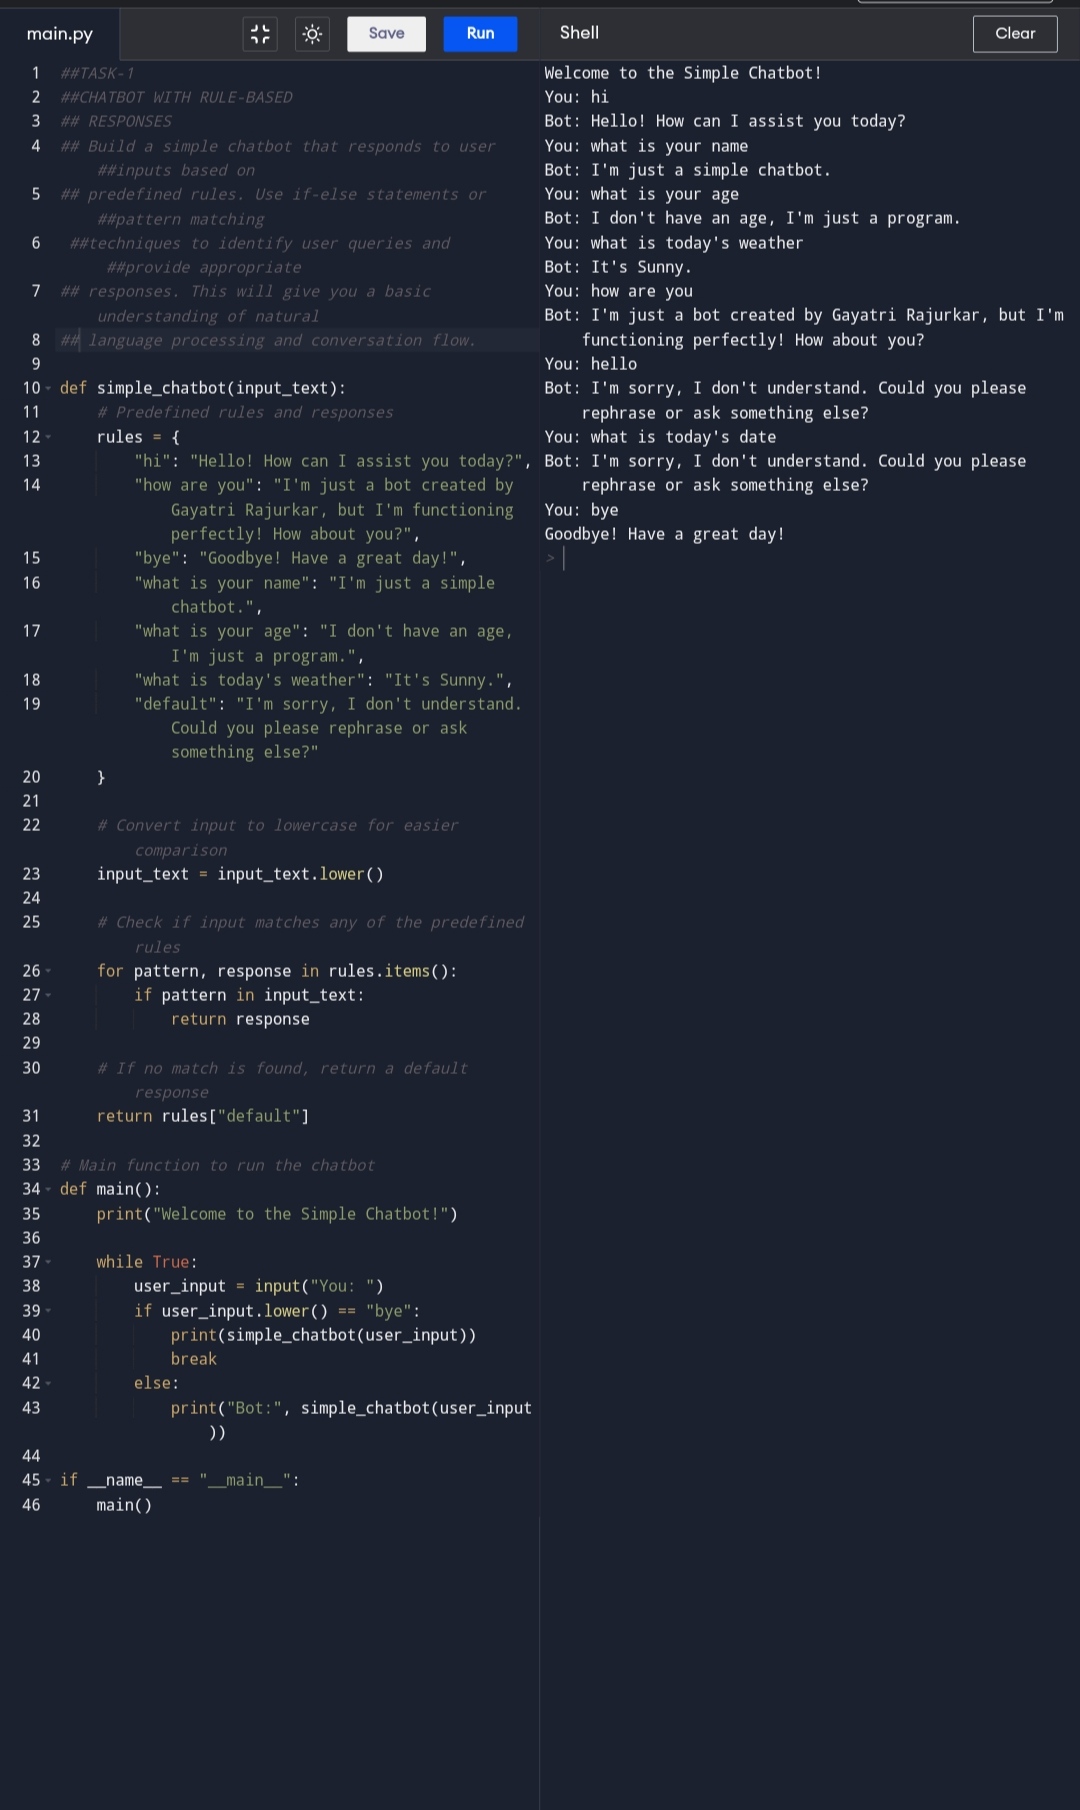 main.py
Save
Run
Shell
Clear
1 ##TASK-1
2 ##CHATBOT WITH RULE-BASED
3 ## RESPONSES
4 ## Build a simple chatbot that responds to user
##inputs based on
5 ## predefined rules. Use if-else statements or
##pattern matching
6 ##techniques to identify user queries and
##provide appropriate
7 ## responses. This will give you a basic
understanding of natural
8 ## language processing and conversation flow.
9
10 def simple_chatbot(input_text):
11 # Predefined rules and responses
12 rules = {
13 "hi": "Hello! How can I assist you today?",
14 "how are you": "I'm just a bot created by
Gayatri Rajurkar, but I'm functioning
perfectly! How about you?",
15 "bye": "Goodbye! Have a great day!",
16 "what is your name": "I'm just a simple
chatbot.",
17 "what is your age": "I don't have an age,
I'm just a program.",
18 "what is today's weather": "It's Sunny.",
19 "default": "I'm sorry, I don't understand.
Could you please rephrase or ask
something else?"
20 }
21
22 # Convert input to lowercase for easier
comparison
23 input_text = input_text.lower()
24
25 # Check if input matches any of the predefined
rules
26 for pattern, response in rules.items():
27 if pattern in input_text:
28 return response
29
30 # If no match is found, return a default
response
31 return rules["default"]
32
33 # Main function to run the chatbot
34 def main():
35 print("Welcome to the Simple Chatbot!")
36
37 while True:
38 user_input = input("You: ")
39 if user_input.lower() == "bye":
40 print(simple_chatbot(user_input))
41 break
42 else:
43 print("Bot:", simple_chatbot(user_input
))
44
45 if __name__ == "__main__":
46 main()
Welcome to the Simple Chatbot!
You: hi
Bot: Hello! How can I assist you today?
You: what is your name
Bot: I'm just a simple chatbot.
You: what is your age
Bot: I don't have an age, I'm just a program.
You: what is today's weather
Bot: It's Sunny.
You: how are you
Bot: I'm just a bot created by Gayatri Rajurkar, but I'm
functioning perfectly! How about you?
You: hello
Bot: I'm sorry, I don't understand. Could you please
rephrase or ask something else?
You: what is today's date
Bot: I'm sorry, I don't understand. Could you please
rephrase or ask something else?
You: bye
Goodbye! Have a great day!
>